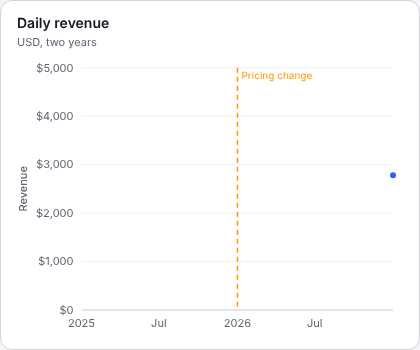 Daily revenue
USD, two years
$5,000
Pricing change
$4,000
$3,000
Revenue
$2,000
$1,000
$0
2025 Jul 2026 Jul